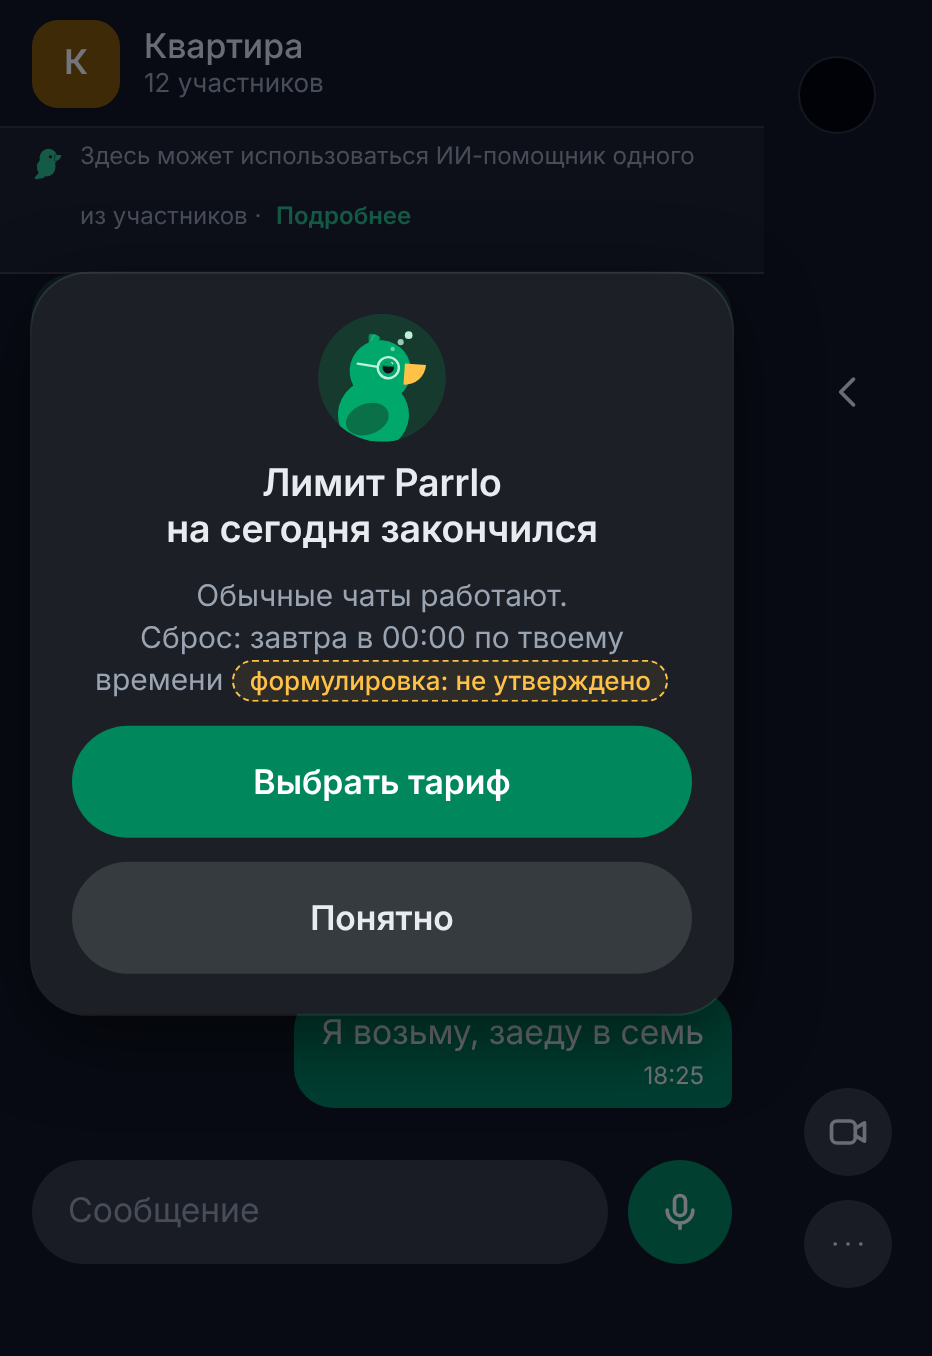 К
Квартира
12 участников
Здесь может использоваться ИИ-помощник одного
из участников · Подробнее
Лимит Parrlo
на сегодня закончился
Обычные чаты работают.
Сброс: завтра в 00:00 по твоему
времени формулировка: не утверждено
Выбрать тариф
Понятно
Я возьму, заеду в семь
18:25
Сообщение